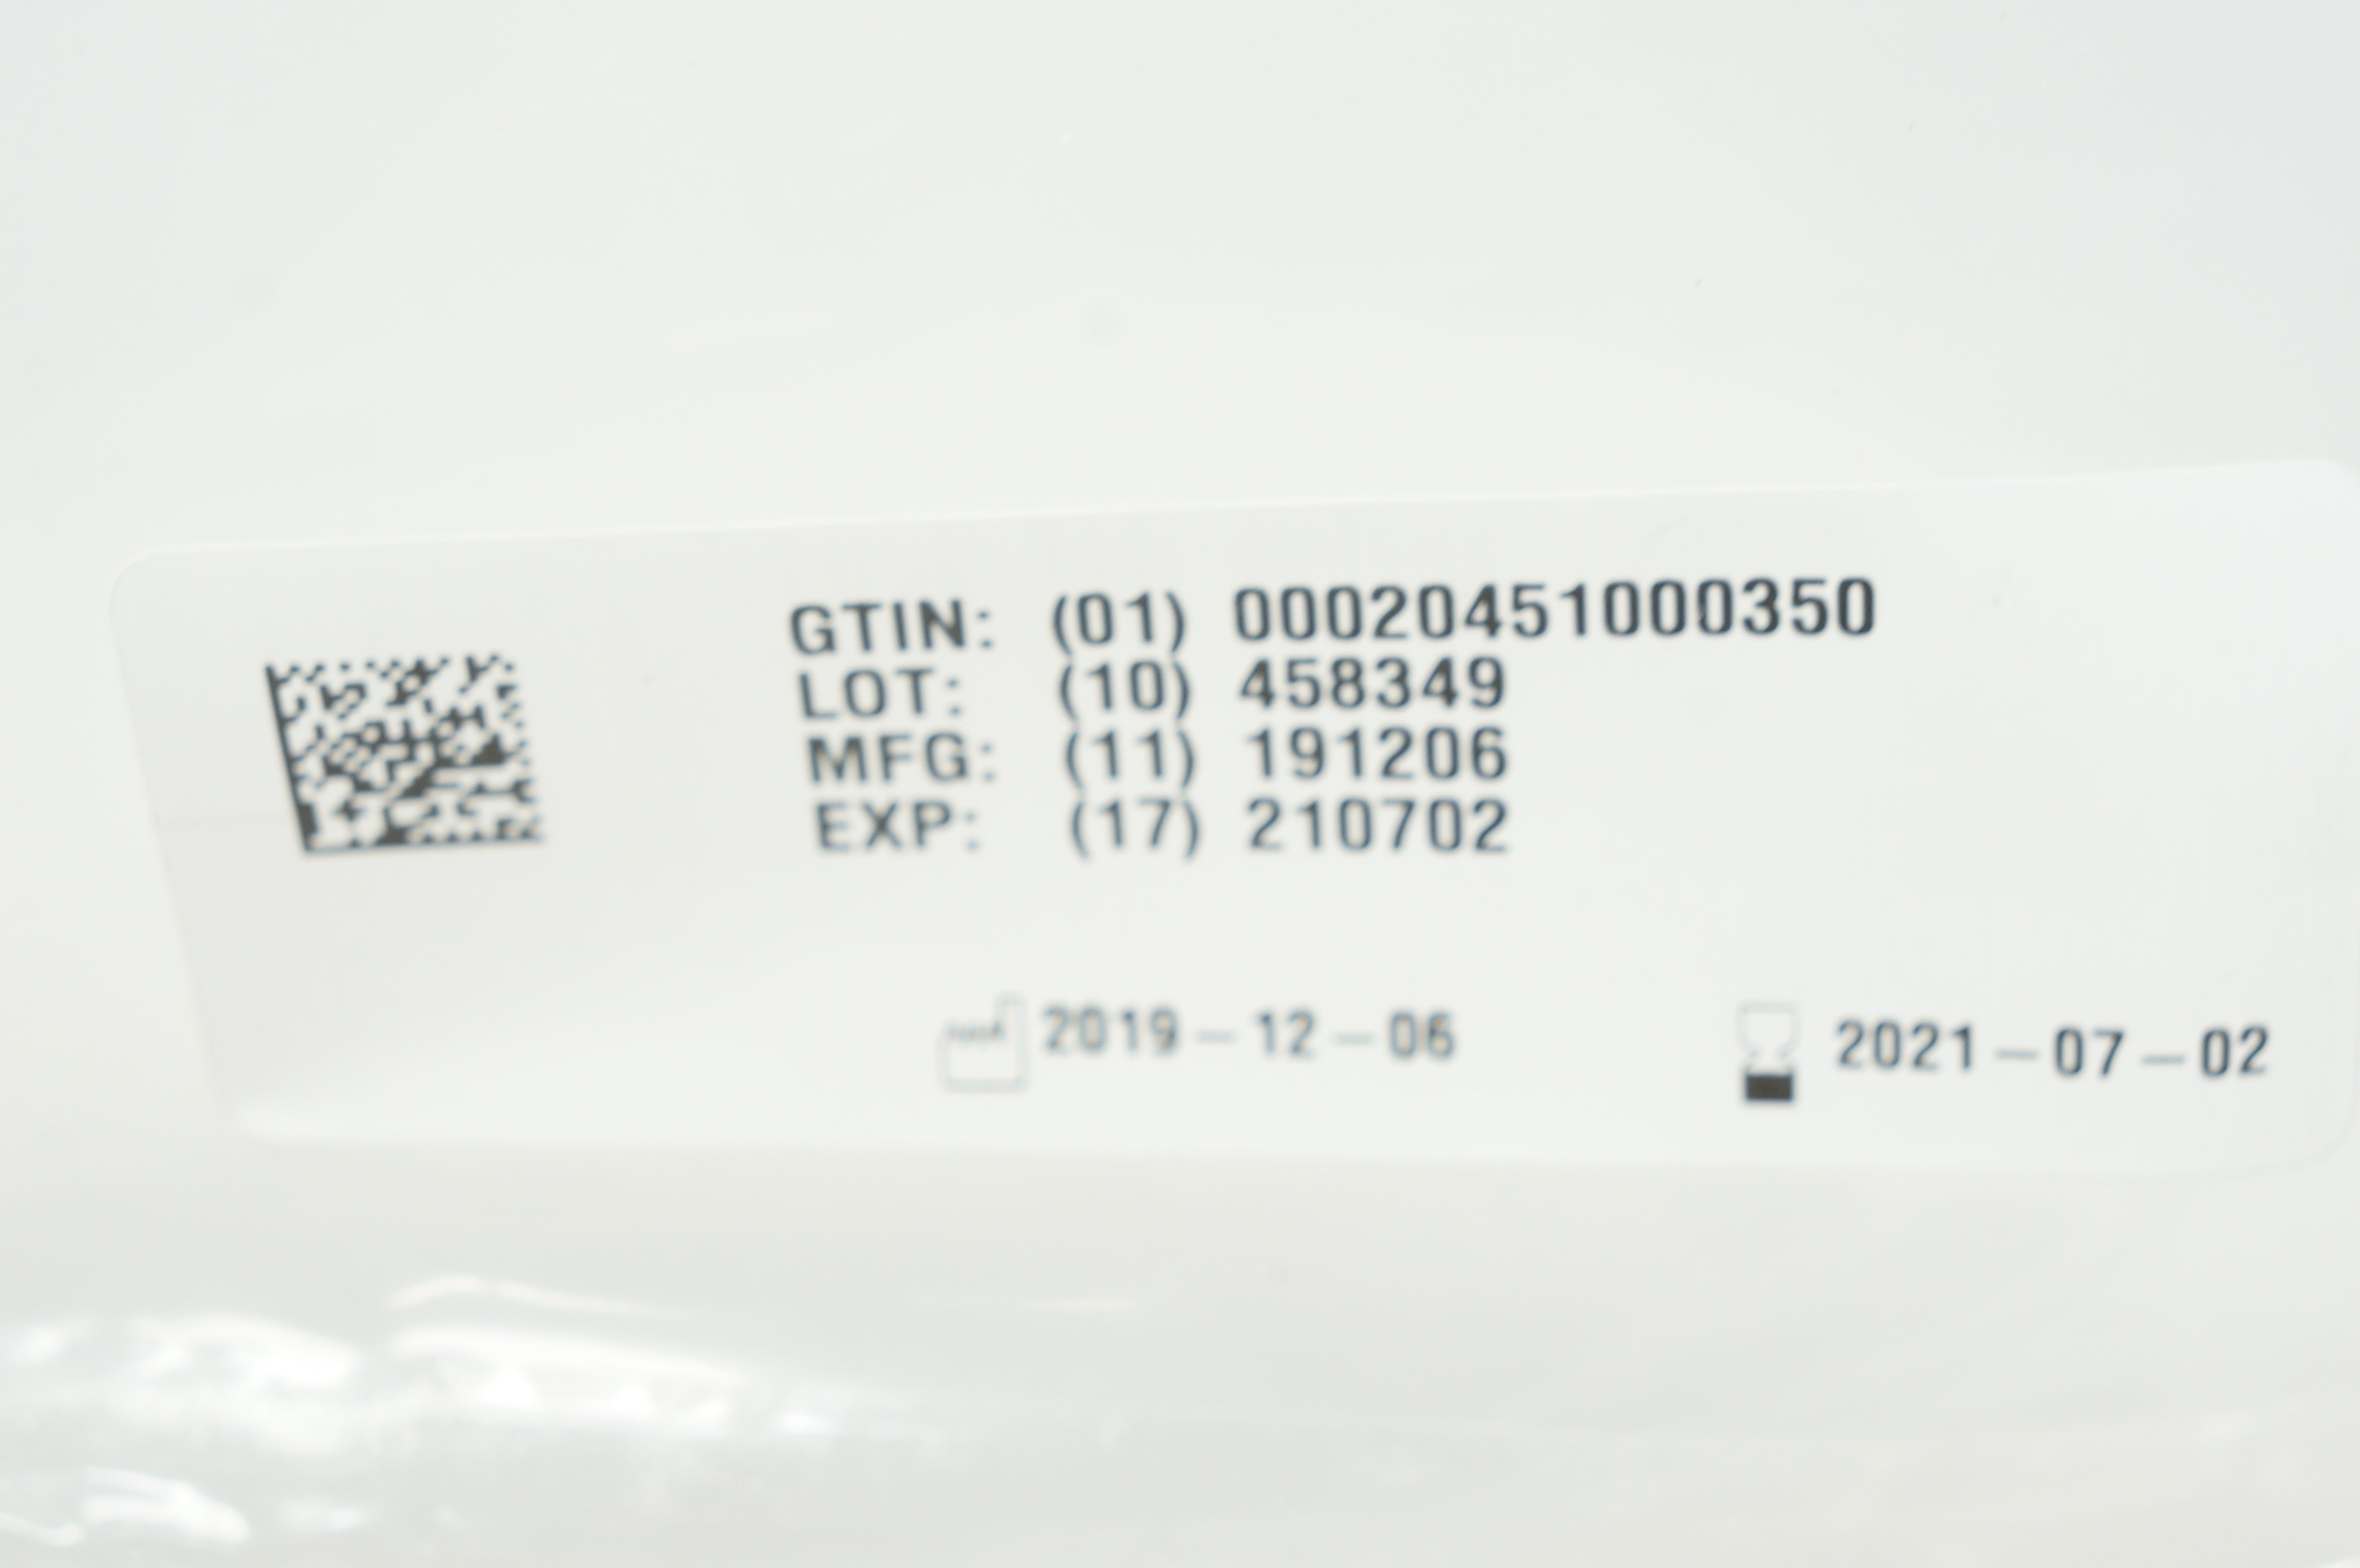 GTIN: (01) 00020451000350
LOT: (10) 458349
MFG: (11) 191206
EXP: (17) 210702
2019-12-06
2021-07-02